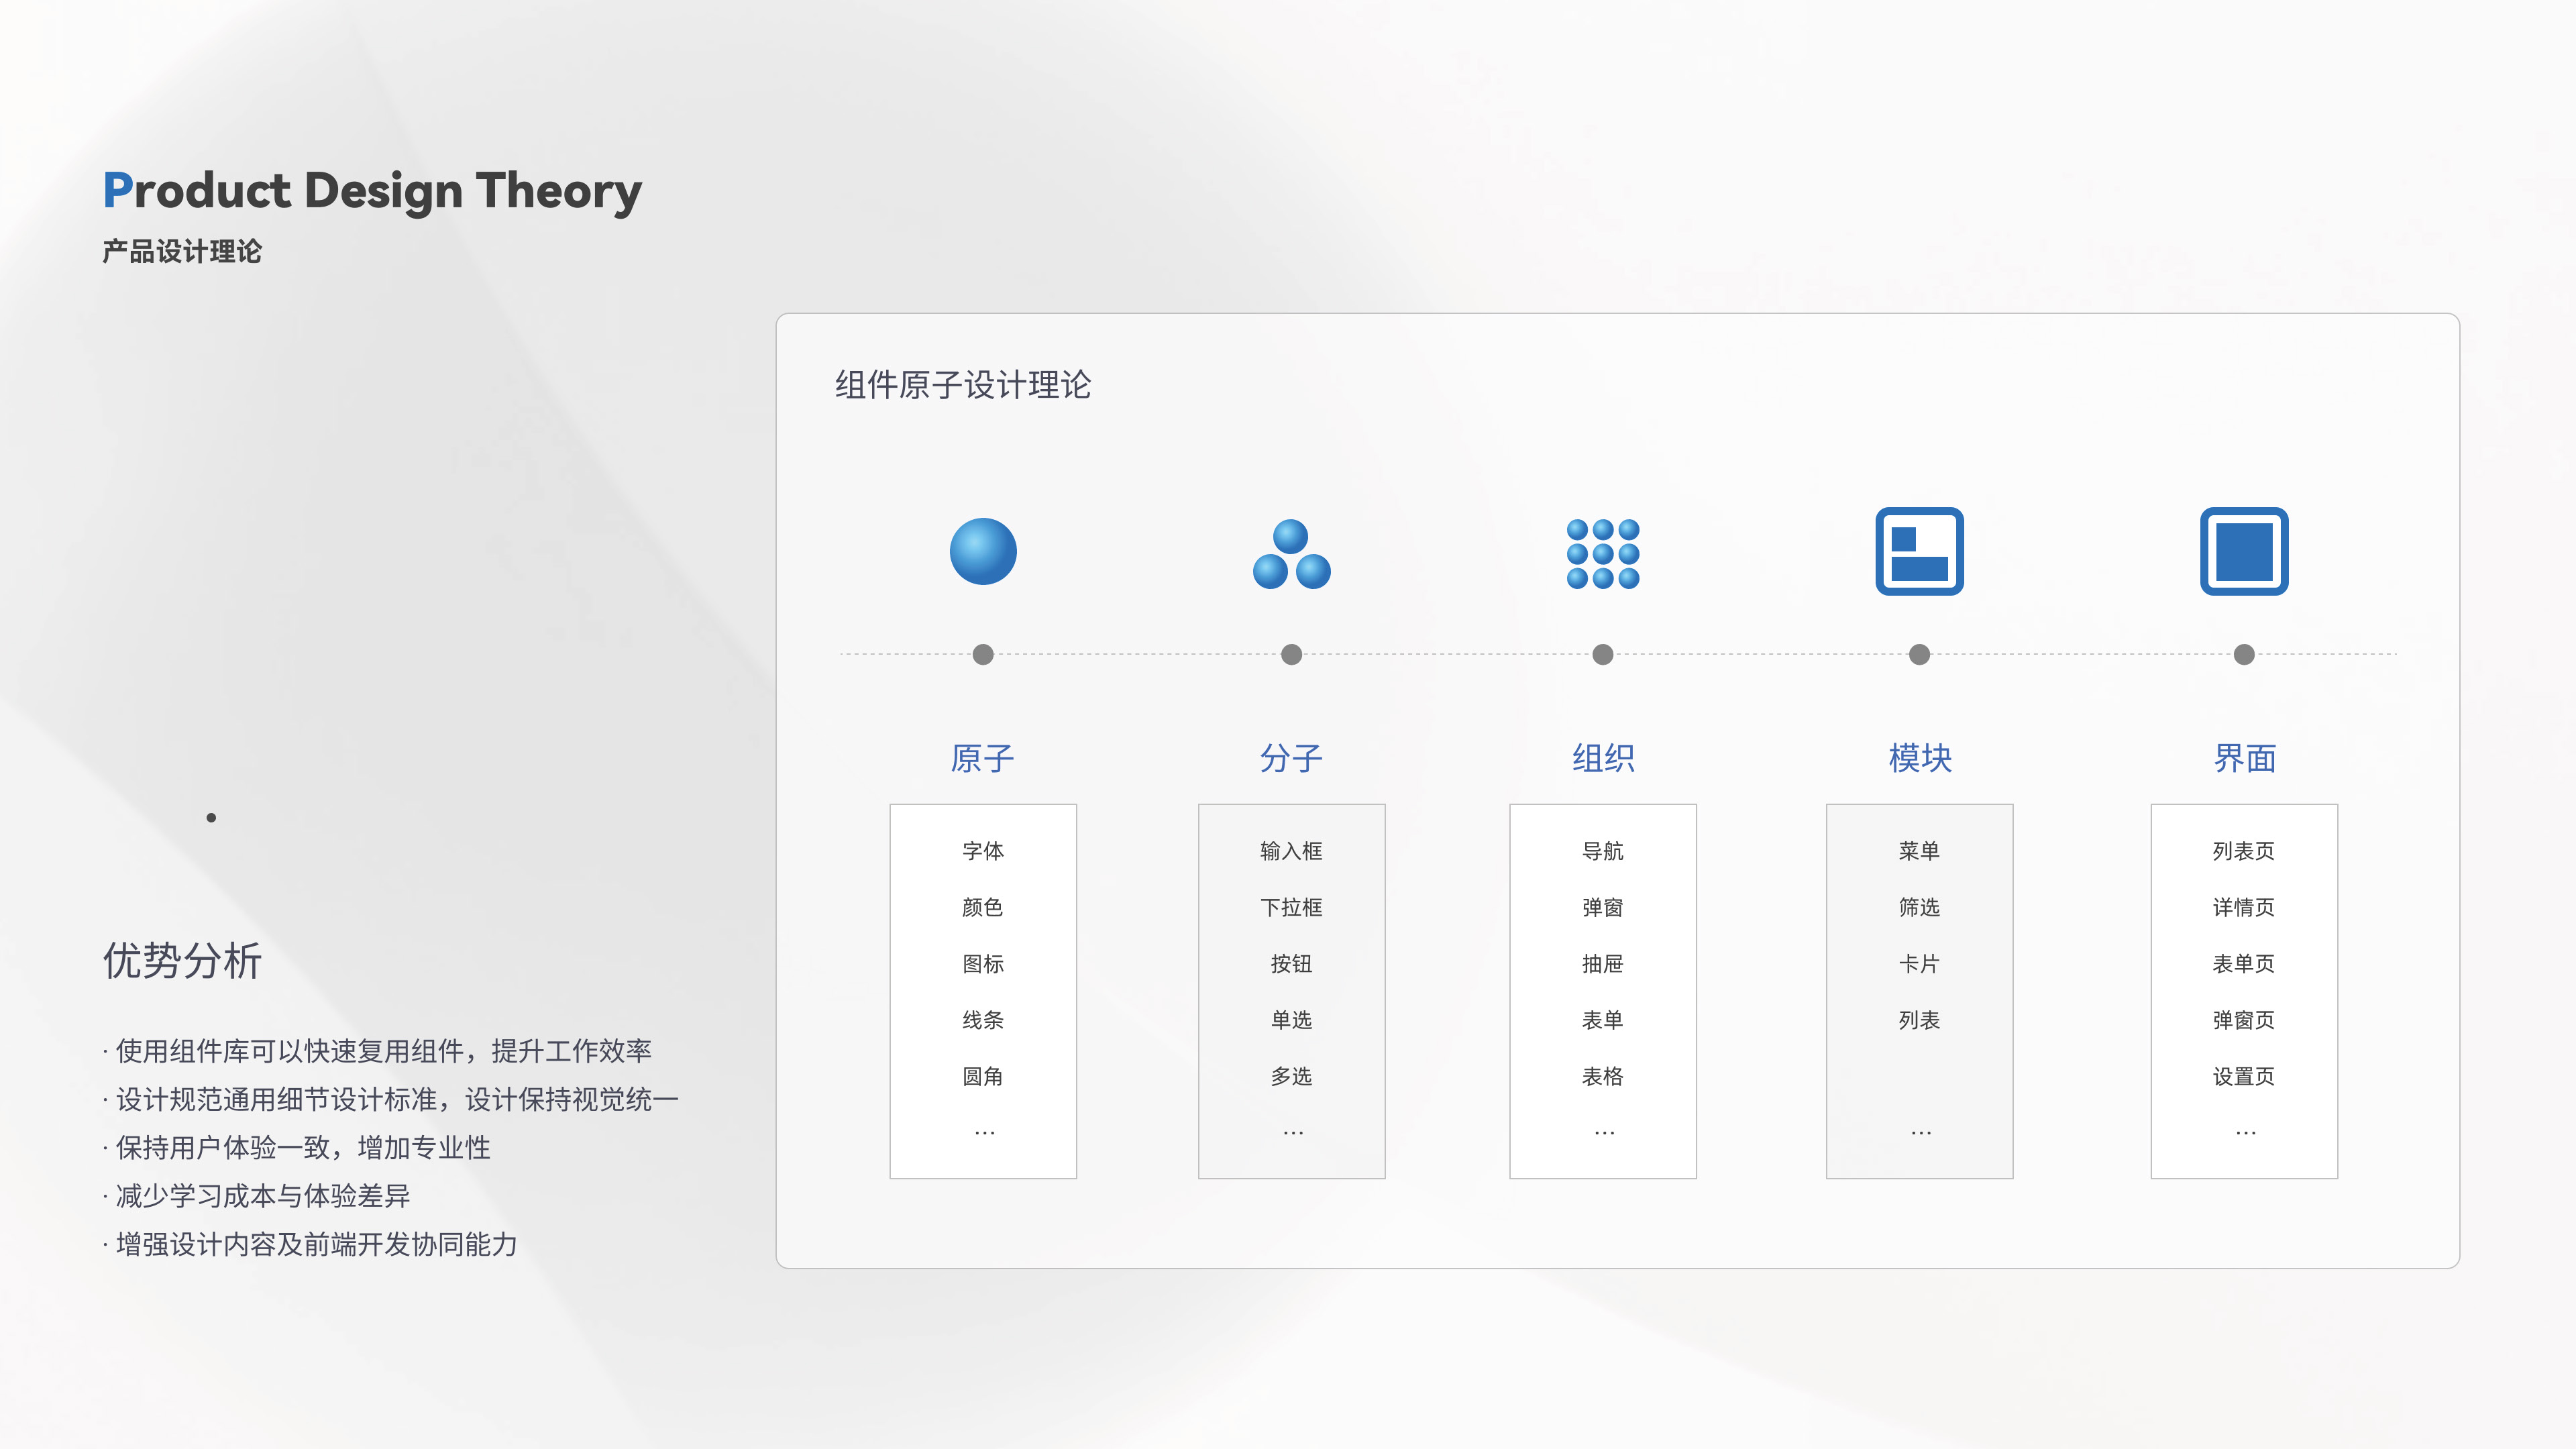 Product Design Theory
产品设计理论
组件原子设计理论
原子
字体
颜色
图标
线条
圆角
...
分子
输入框
下拉框
按钮
单选
多选
...
组织
导航
弹窗
抽屉
表单
表格
...
模块
菜单
筛选
卡片
列表
...
界面
列表页
详情页
表单页
弹窗页
设置页
...
优势分析
· 使用组件库可以快速复用组件，提升工作效率
· 设计规范通用细节设计标准，设计保持视觉统一
· 保持用户体验一致，增加专业性
· 减少学习成本与体验差异
· 增强设计内容及前端开发协同能力